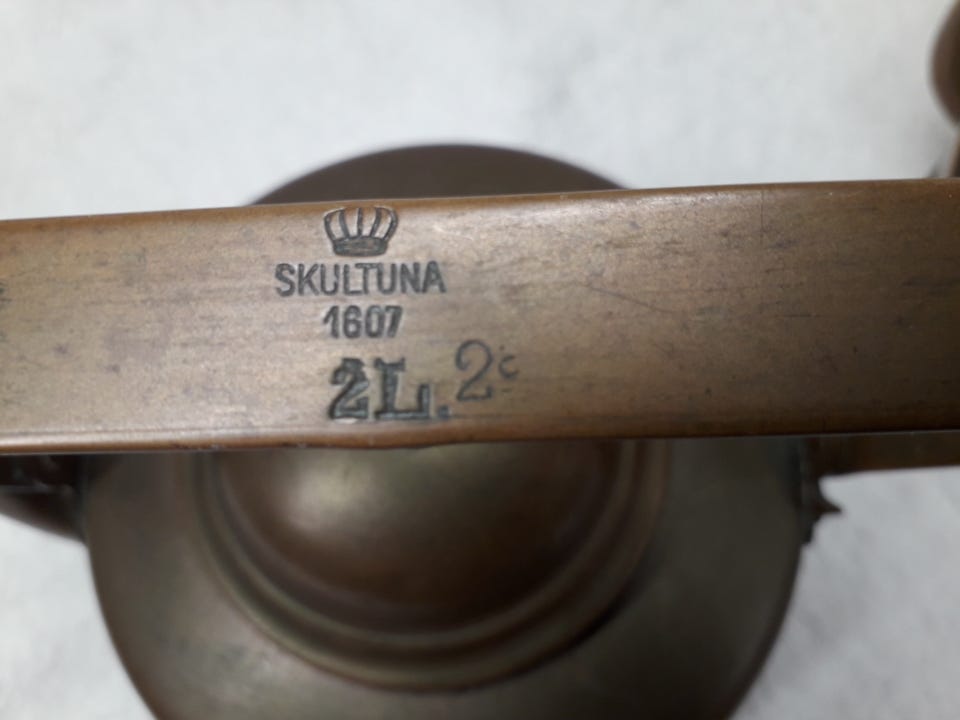 SKULTUNA
1607
2L. 2c